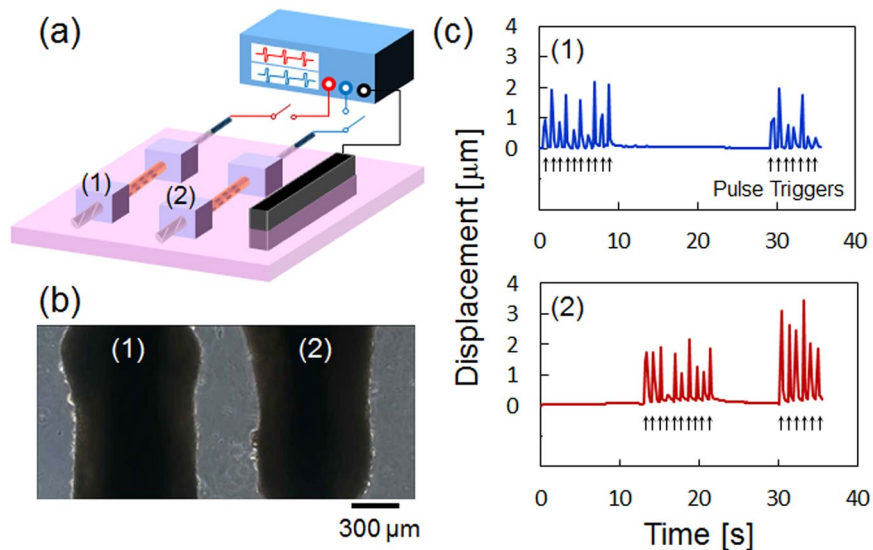 (a)
(1)
(2)
(b)
(1)
(2)
300 μm
(c)
Displacement [μm]
(1)
4
3
2
1
0
Pulse Triggers
0 10 20 30 40
(2)
4
3
2
1
0
0 10 20 30 40
Time [s]